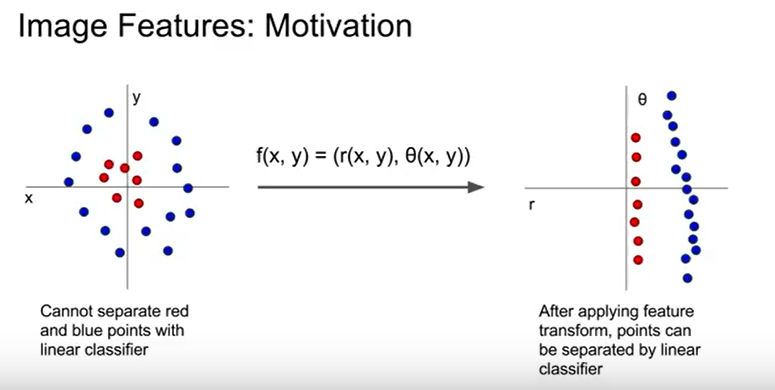 Image Features: Motivation
y
x
f(x, y) = (r(x, y), θ(x, y))
θ
r
Cannot separate red
and blue points with
linear classifier
After applying feature
transform, points can
be separated by linear
classifier